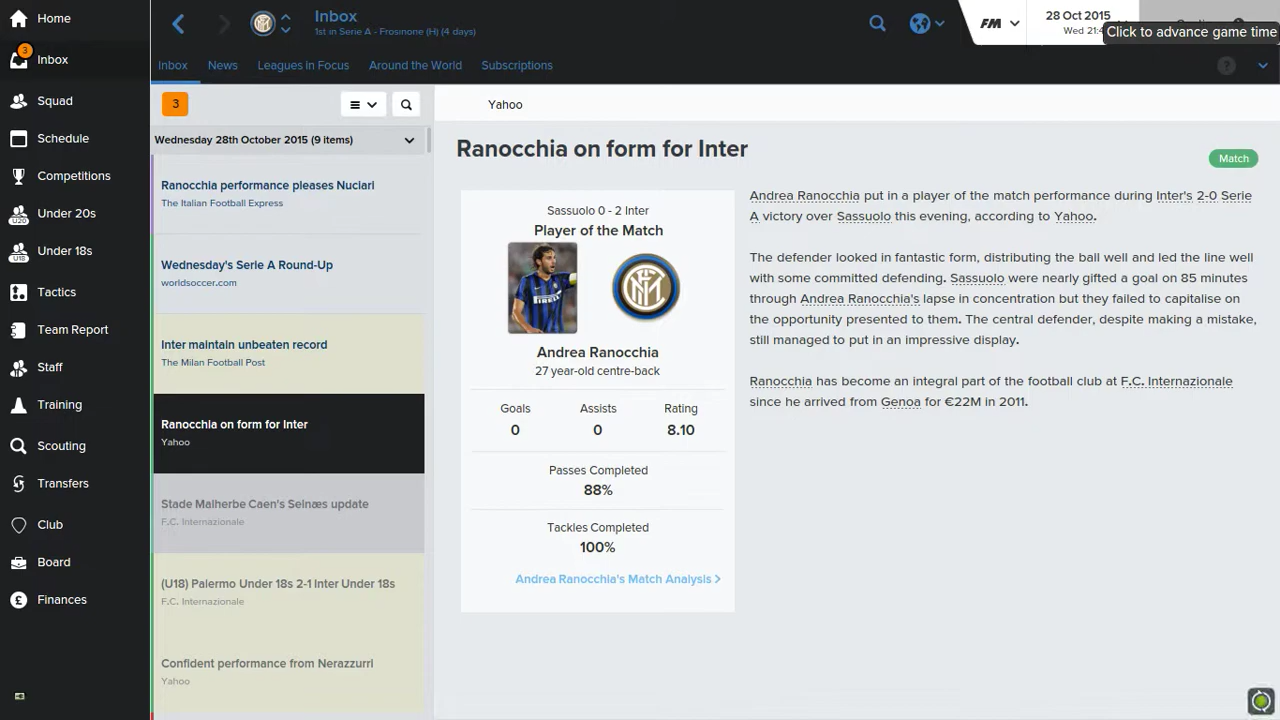 Home
3
Inbox
Squad
Schedule
Competitions
U20
Under 20s
U18
Under 18s
Tactics
Team Report
Staff
Training
Scouting
Transfers
Club
Board
£
Finances
Inbox
1st in Serie A - Frosinone (H) (4 days)
FM
28 Oct 2015
Wed 21:4
Click to advance game time
Inbox
News
Leagues in Focus
Around the World
Subscriptions
?
3
Wednesday 28th October 2015 (9 items)
Ranocchia performance pleases Nuciari
The Italian Football Express
Wednesday's Serie A Round-Up
worldsoccer.com
Inter maintain unbeaten record
The Milan Football Post
Ranocchia on form for Inter
Yahoo
Stade Malherbe Caen's Seinæs update
F.C. Internazionale
(U18) Palermo Under 18s 2-1 Inter Under 18s
F.C. Internazionale
Confident performance from Nerazzurri
Yahoo
Yahoo
Ranocchia on form for Inter
Match
Sassuolo 0 - 2 Inter
Player of the Match
PIRELLI
Andrea Ranocchia
27 year-old centre-back
Goals Assists Rating
0 0 8.10
Passes Completed
88%
Tackles Completed
100%
Andrea Ranocchia's Match Analysis >
Andrea Ranocchia put in a player of the match performance during Inter's 2-0 Serie
A victory over Sassuolo this evening, according to Yahoo.
The defender looked in fantastic form, distributing the ball well and led the line well
with some committed defending. Sassuolo were nearly gifted a goal on 85 minutes
through Andrea Ranocchia's lapse in concentration but they failed to capitalise on
the opportunity presented to them. The central defender, despite making a mistake,
still managed to put in an impressive display.
Ranocchia has become an integral part of the football club at F.C. Internazionale
since he arrived from Genoa for €22M in 2011.